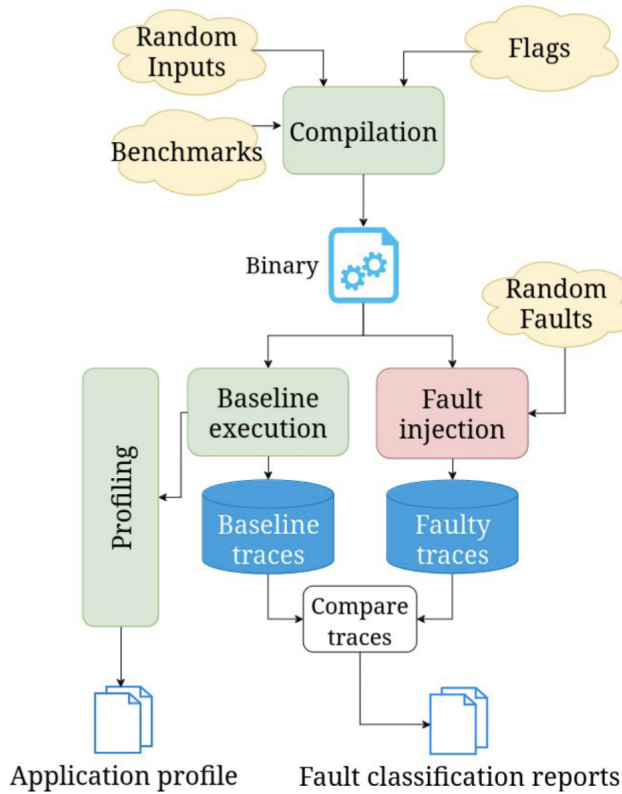 Random
Inputs
Flags
Compilation
Benchmarks
Binary
Random
Faults
Baseline
execution
Fault
injection
Profiling
Baseline
traces
Faulty
traces
Compare
traces
Application profile
Fault classification reports